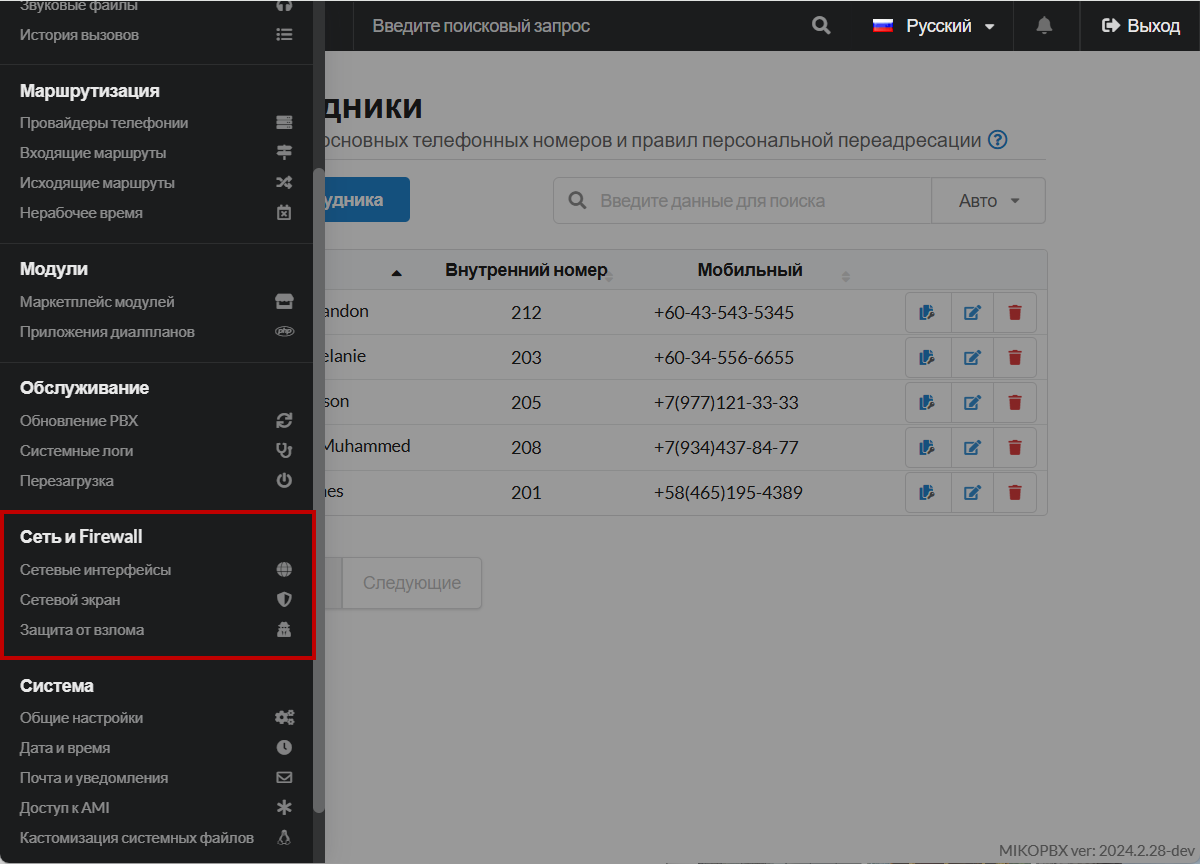 Звуковые файлы
История вызовов
Маршрутизация
Провайдеры телефонии
Входящие маршруты
Исходящие маршруты
Нерабочее время
Модули
Маркетплейс модулей
Приложения диалпланов
php
Обслуживание
Обновление PBX
Системные логи
Перезагрузка
Сеть и Firewall
Сетевые интерфейсы
Сетевой экран
Защита от взлома
Система
Общие настройки
Дата и время
Почта и уведомления
Доступ к AMI
Кастомизация системных файлов
Введите поисковый запрос
Русский
Выход
дники
основных телефонных номеров и правил персональной переадресации
удника
Введите данные для поиска
Авто
Внутренний номер Мобильный
andon 212 +60-43-543-5345
elanie 203 +60-34-556-6655
son 205 +7(977)121-33-33
Muhammed 208 +7(934)437-84-77
nes 201 +58(465)195-4389
Следующие
MIKOPBX ver: 2024.2.28-dev